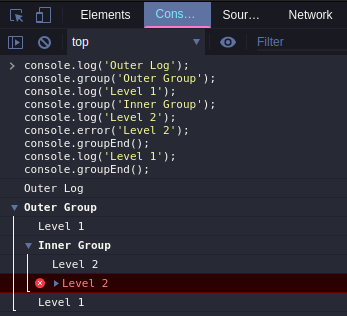 Elements
Cons…
Sour…
Network
top
Filter
console.log('Outer Log');
console.group('Outer Group');
console.log('Level 1');
console.group('Inner Group');
console.log('Level 2');
console.error('Level 2');
console.groupEnd();
console.log('Level 1');
console.groupEnd();
Outer Log
Outer Group
Level 1
Inner Group
Level 2
Level 2
Level 1